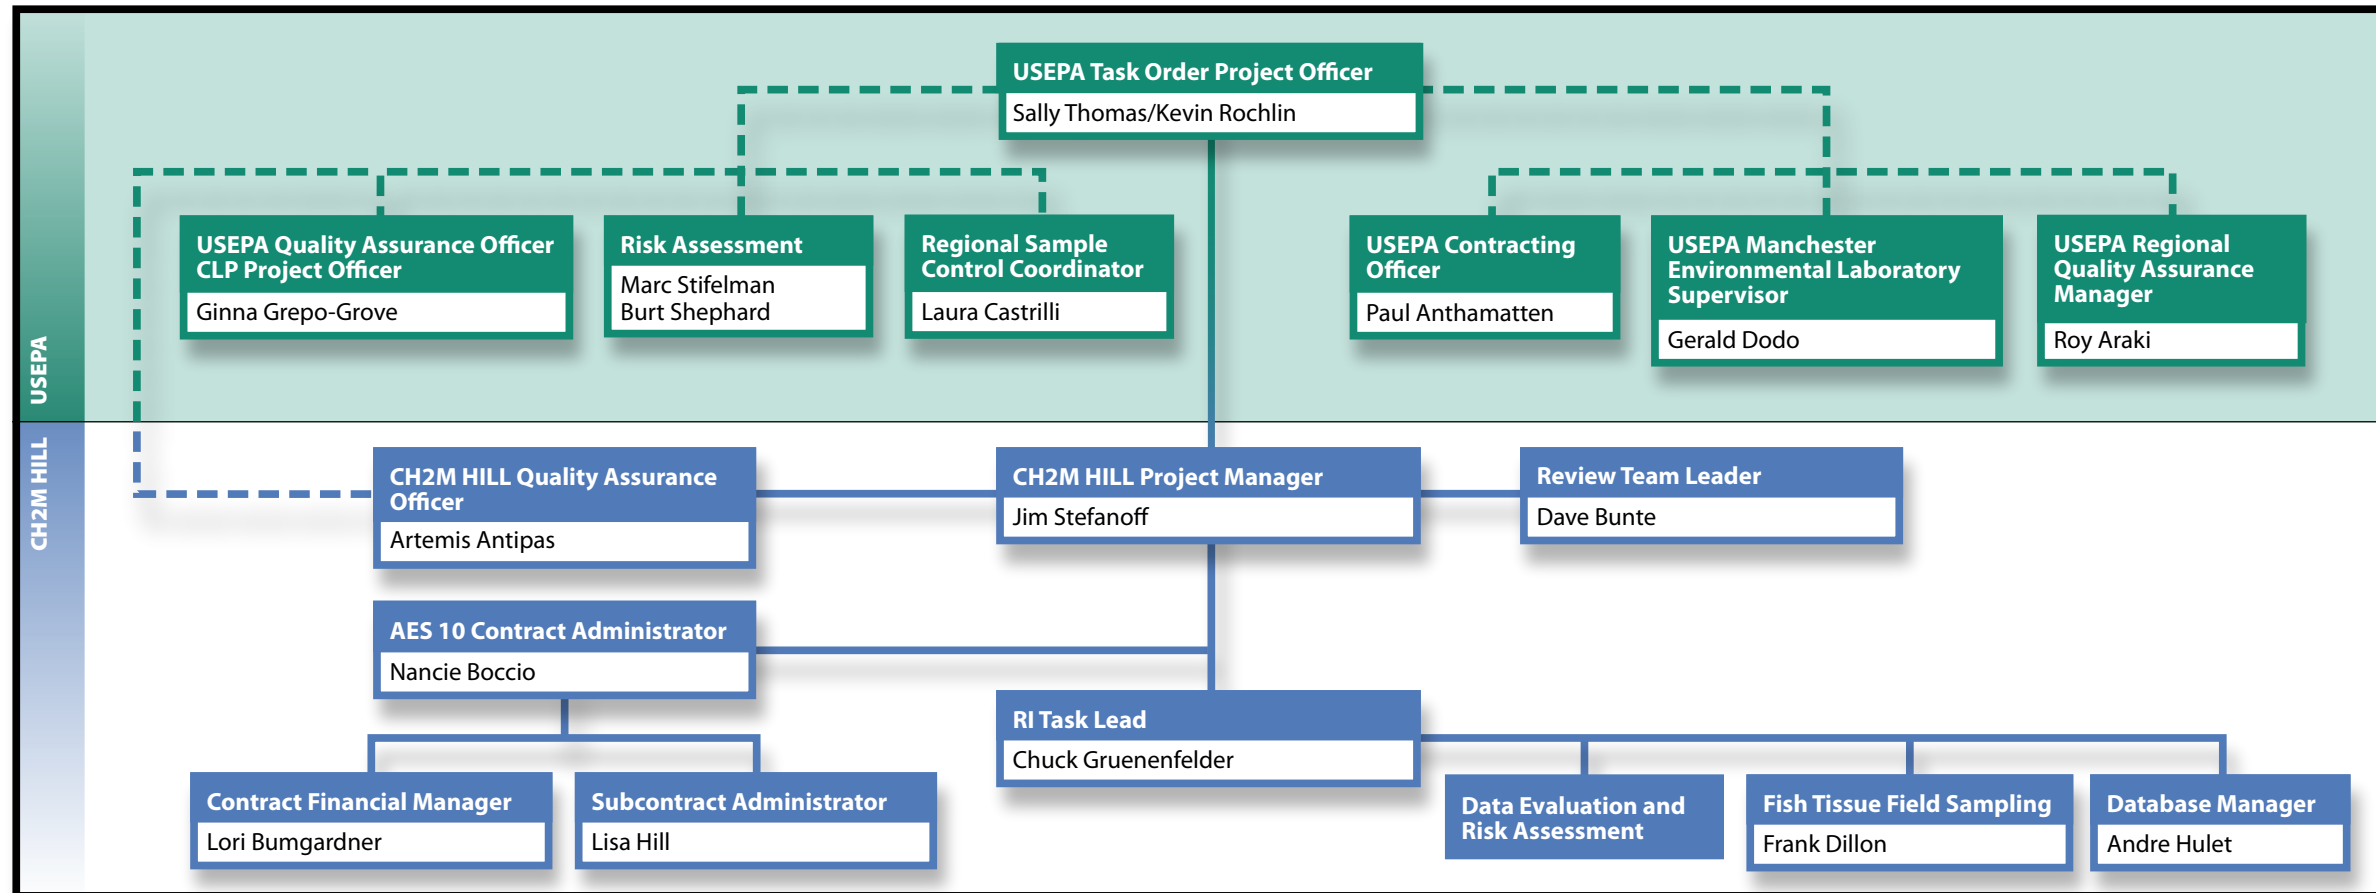 USEPA
USEPA Task Order Project Officer
Sally Thomas/Kevin Rochlin
USEPA Quality Assurance Officer
CLP Project Officer
Ginna Grepo-Grove
Risk Assessment
Marc Stifelman
Burt Shephard
Regional Sample
Control Coordinator
Laura Castrilli
USEPA Contracting
Officer
Paul Anthamatten
USEPA Manchester
Environmental Laboratory
Supervisor
Gerald Dodo
USEPA Regional
Quality Assurance
Manager
Roy Araki
CH2M HILL
CH2M HILL Quality Assurance
Officer
Artemis Antipas
CH2M HILL Project Manager
Jim Stefanoff
Review Team Leader
Dave Bunte
AES 10 Contract Administrator
Nancie Boccio
RI Task Lead
Chuck Gruenenfelder
Contract Financial Manager
Lori Bumgardner
Subcontract Administrator
Lisa Hill
Data Evaluation and
Risk Assessment
Fish Tissue Field Sampling
Frank Dillon
Database Manager
Andre Hulet